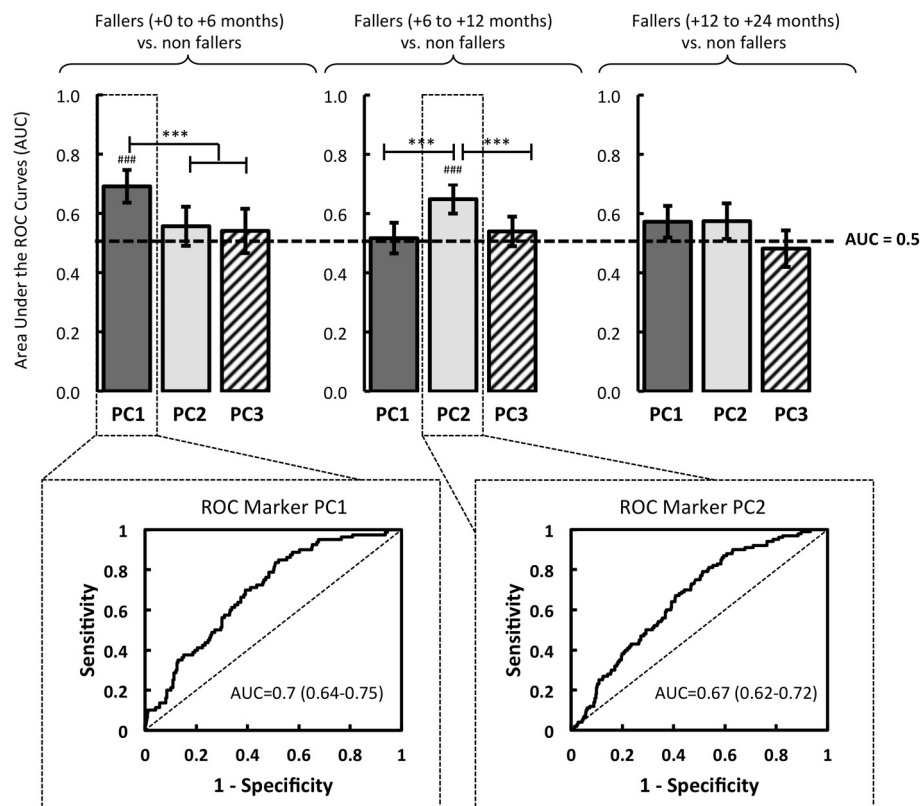 Fallers (+0 to +6 months)
vs. non fallers
Fallers (+6 to +12 months)
vs. non fallers
Fallers (+12 to +24 months)
vs. non fallers
Area Under the ROC Curves (AUC)
1.0
0.8
0.6
0.4
0.2
0.0
***
###
PC1
PC2
PC3
1.0
0.8
0.6
0.4
0.2
0.0
***
***
###
PC1
PC2
PC3
1.0
0.8
0.6
0.4
0.2
0.0
AUC = 0.5
PC1
PC2
PC3
ROC Marker PC1
Sensitivity
1
0.8
0.6
0.4
0.2
0
AUC=0.7 (0.64-0.75)
0 0.2 0.4 0.6 0.8 1
1 - Specificity
ROC Marker PC2
Sensitivity
1
0.8
0.6
0.4
0.2
0
AUC=0.67 (0.62-0.72)
0 0.2 0.4 0.6 0.8 1
1 - Specificity